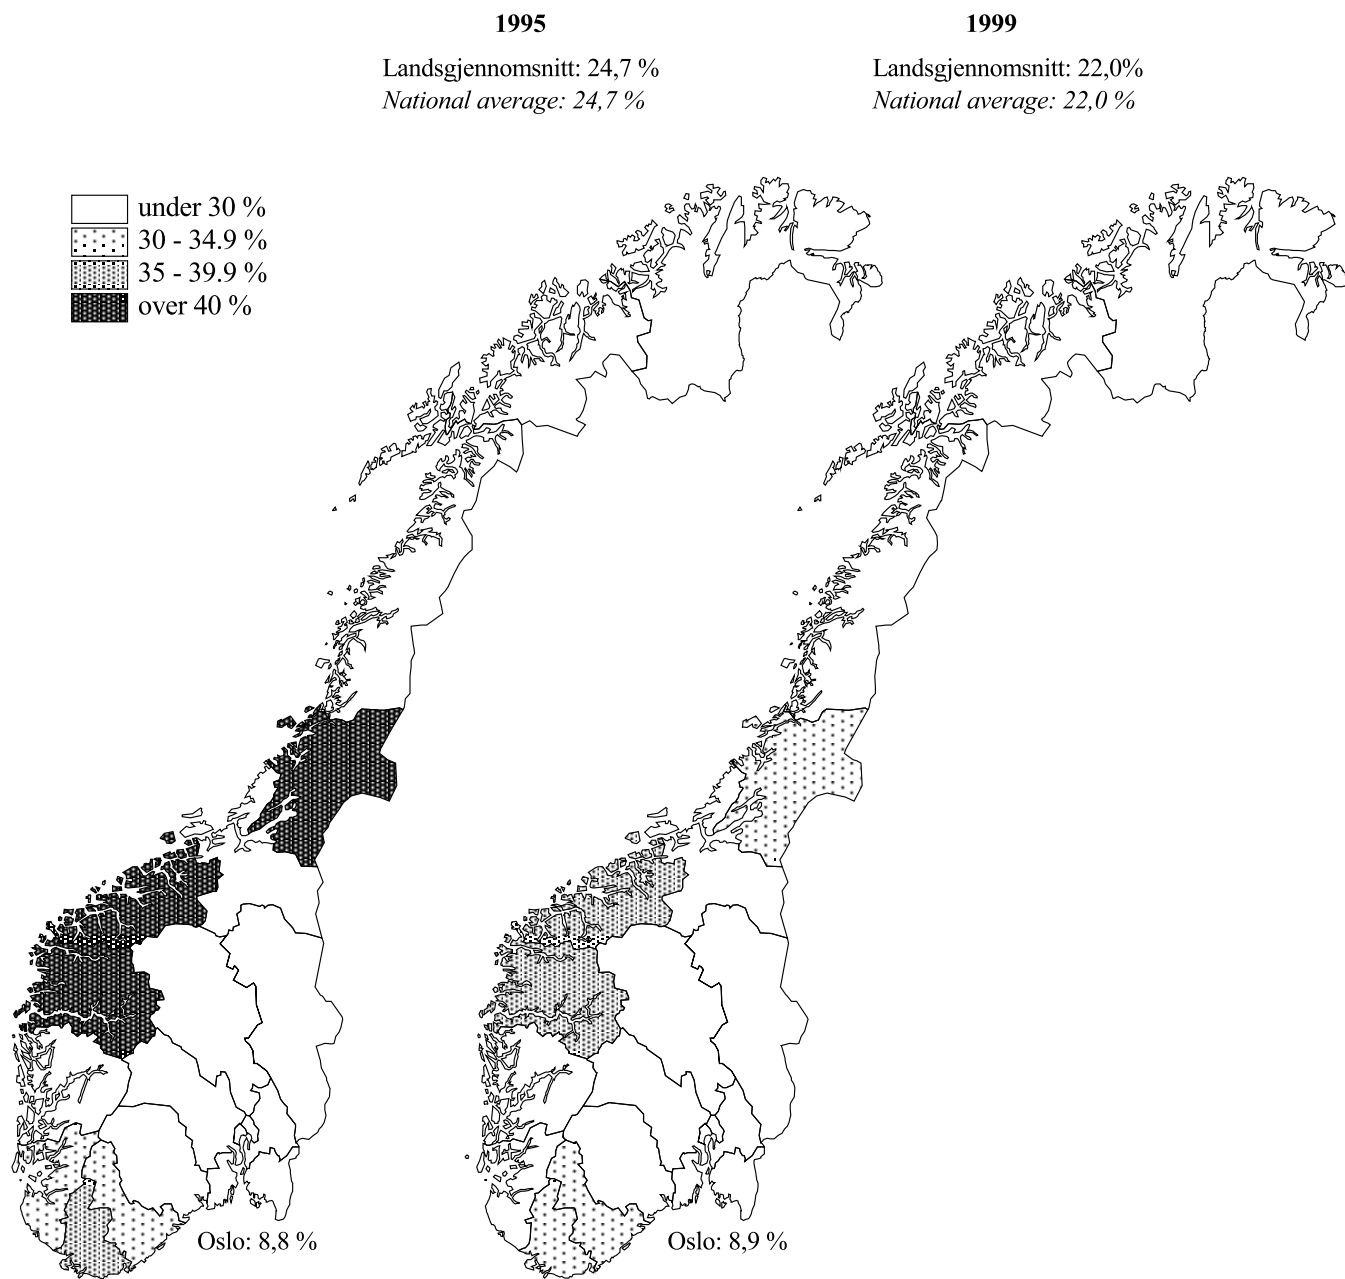 1995
Landsgjennomsnitt: 24,7 %
National average: 24,7 %
1999
Landsgjennomsnitt: 22,0%
National average: 22,0 %
under 30 %
30 - 34.9 %
35 - 39.9 %
over 40 %
Oslo: 8,8 %
Oslo: 8,9 %